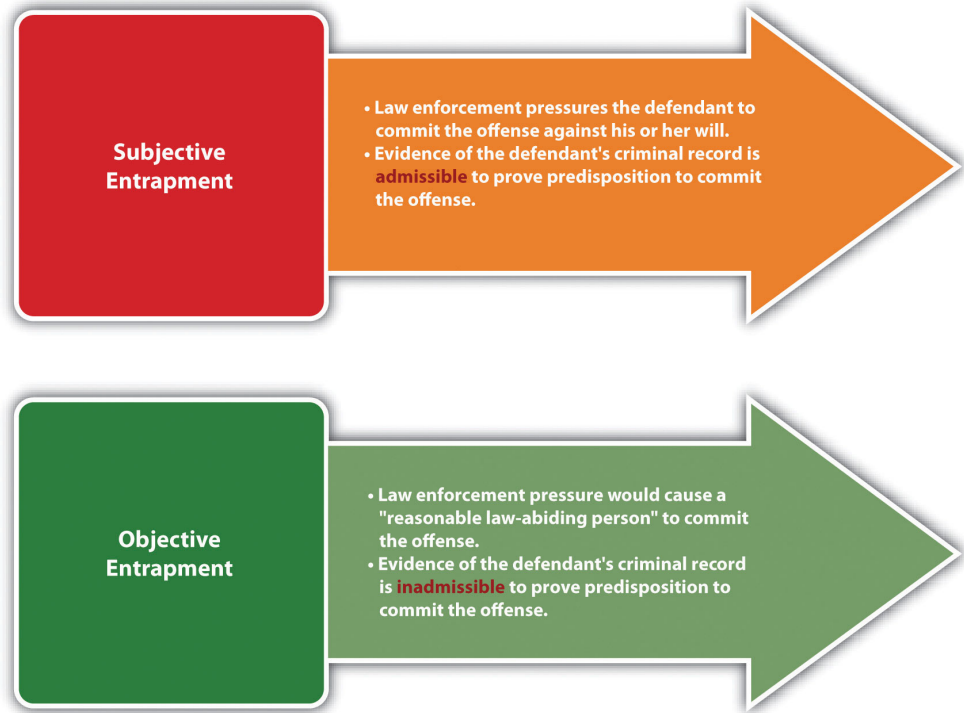 Subjective
Entrapment
• Law enforcement pressures the defendant to
commit the offense against his or her will.
• Evidence of the defendant's criminal record is
admissible to prove predisposition to commit
the offense.
Objective
Entrapment
• Law enforcement pressure would cause a
"reasonable law-abiding person" to commit
the offense.
• Evidence of the defendant's criminal record
is inadmissible to prove predisposition to
commit the offense.